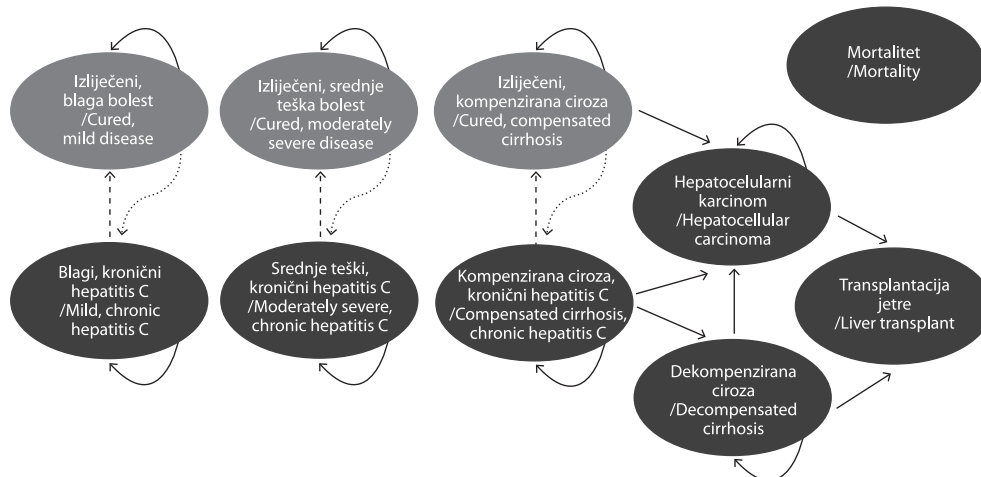 Izliječeni,
blaga bolest
/Cured,
mild disease
Izliječeni, srednje
teška bolest
/Cured, moderately
severe disease
Izliječeni,
kompenzirana ciroza
/Cured, compensated
cirrhosis
Mortalitet
/Mortality
Hepatocelularni
karcinom
/Hepatocellular
carcinoma
Blagi, kronični
hepatitis C
/Mild, chronic
hepatitis C
Srednje teški,
kronični hepatitis C
/Moderately severe,
chronic hepatitis C
Kompenzirana ciroza,
kronični hepatitis C
/Compensated cirrhosis,
chronic hepatitis C
Transplantacija
jetre
/Liver transplant
Dekompenzirana
ciroza
/Decompensated
cirrhosis